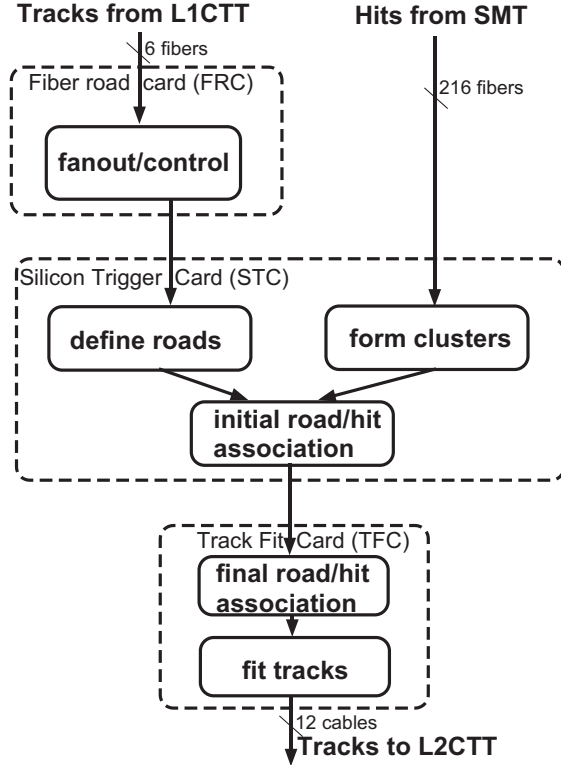 Tracks from L1CTT
Hits from SMT
6 fibers
216 fibers
Fiber road card (FRC)
fanout/control
Silicon Trigger Card (STC)
define roads
form clusters
initial road/hit
association
Track Fit Card (TFC)
final road/hit
association
fit tracks
12 cables
Tracks to L2CTT